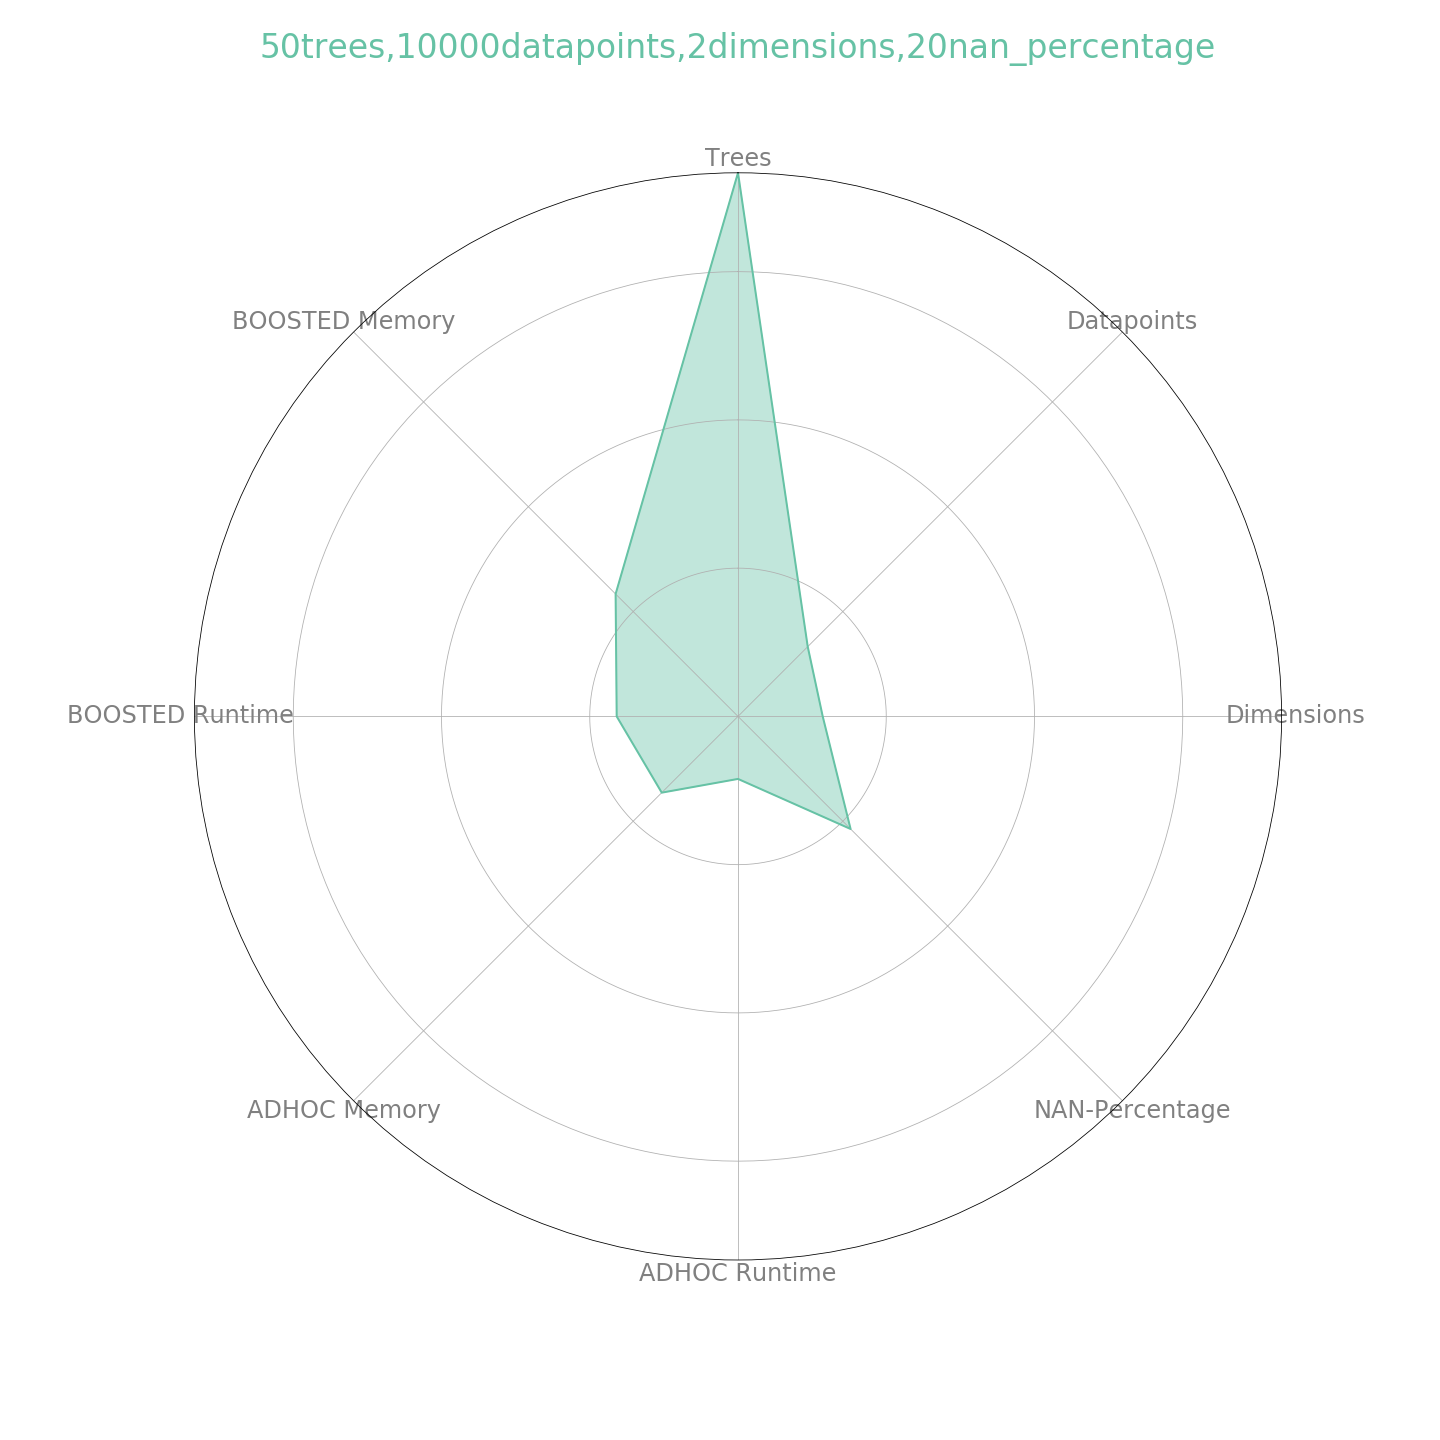 50trees,10000datapoints,2dimensions,20nan_percentage
Trees
BOOSTED Memory
Datapoints
BOOSTED Runtime
Dimensions
ADHOC Memory
NAN-Percentage
ADHOC Runtime